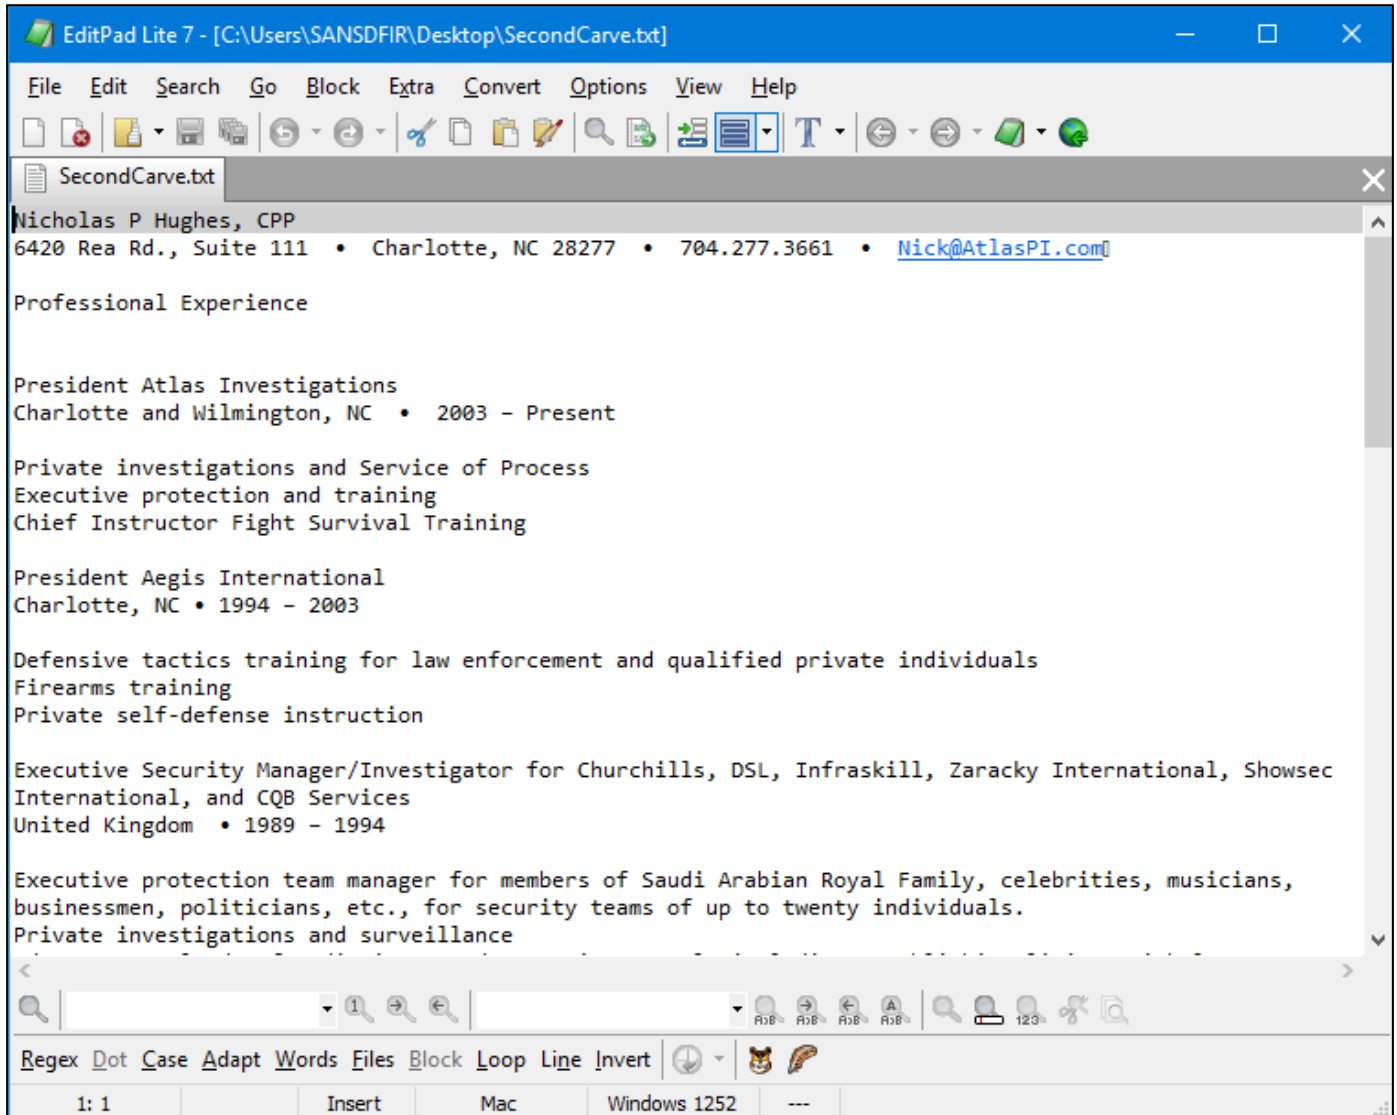 EditPad Lite 7 - [C:\Users\SANSDFIR\Desktop\SecondCarve.txt]
File Edit Search Go Block Extra Convert Options View Help
SecondCarve.txt
Nicholas P Hughes, CPP
6420 Rea Rd., Suite 111 • Charlotte, NC 28277 • 704.277.3661 • Nick@AtlasPI.com
Professional Experience
President Atlas Investigations
Charlotte and Wilmington, NC • 2003 – Present
Private investigations and Service of Process
Executive protection and training
Chief Instructor Fight Survival Training
President Aegis International
Charlotte, NC • 1994 – 2003
Defensive tactics training for law enforcement and qualified private individuals
Firearms training
Private self-defense instruction
Executive Security Manager/Investigator for Churchills, DSL, Infraskill, Zaracky International, Showsec
International, and CQB Services
United Kingdom • 1989 – 1994
Executive protection team manager for members of Saudi Arabian Royal Family, celebrities, musicians,
businessmen, politicians, etc., for security teams of up to twenty individuals.
Private investigations and surveillance
Regex Dot Case Adapt Words Files Block Loop Line Invert
1: 1 Insert Mac Windows 1252 ---